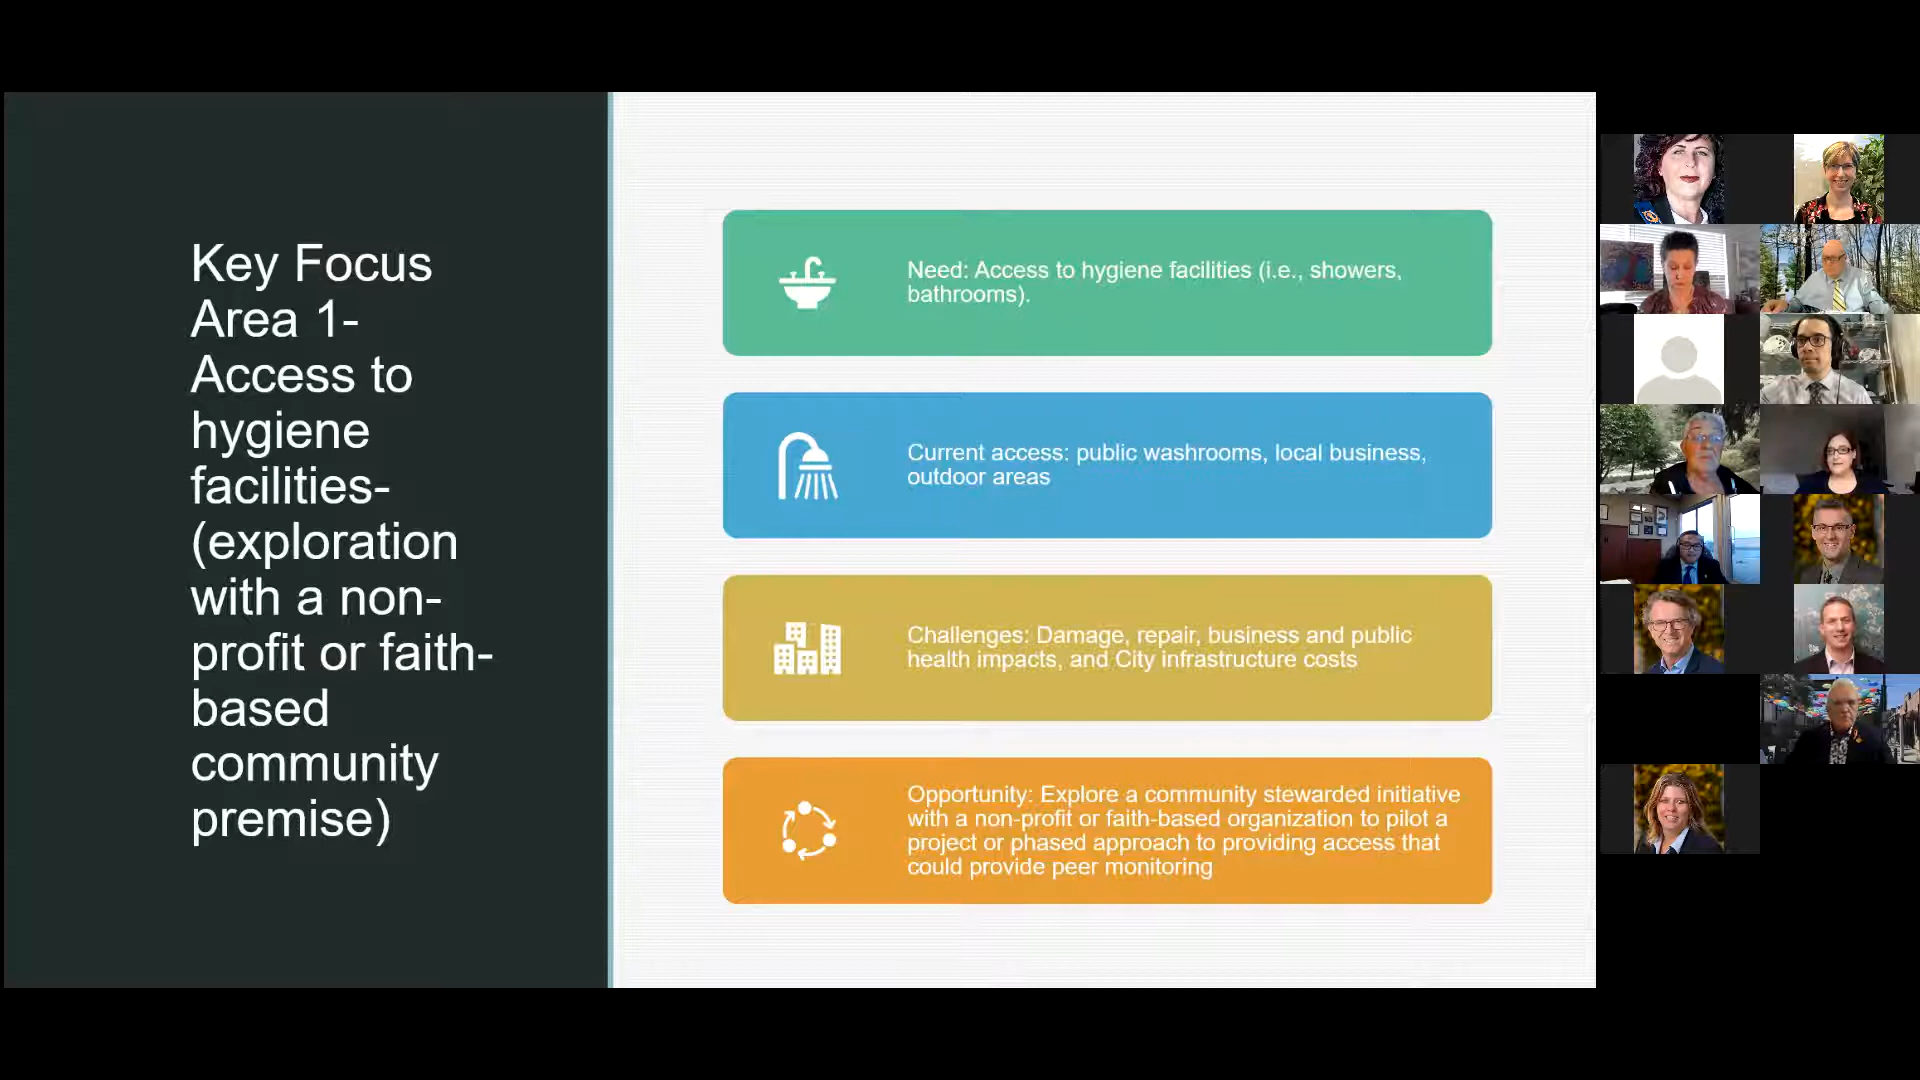 Key Focus
Area 1-
Access to
hygiene
facilities-
(exploration
with a non-
profit or faith-
based
community
premise)
Need: Access to hygiene facilities (i.e., showers,
bathrooms).
Current access: public washrooms, local business,
outdoor areas
Challenges: Damage, repair, business and public
health impacts, and City infrastructure costs
Opportunity: Explore a community stewarded initiative
with a non-profit or faith-based organization to pilot a
project or phased approach to providing access that
could provide peer monitoring